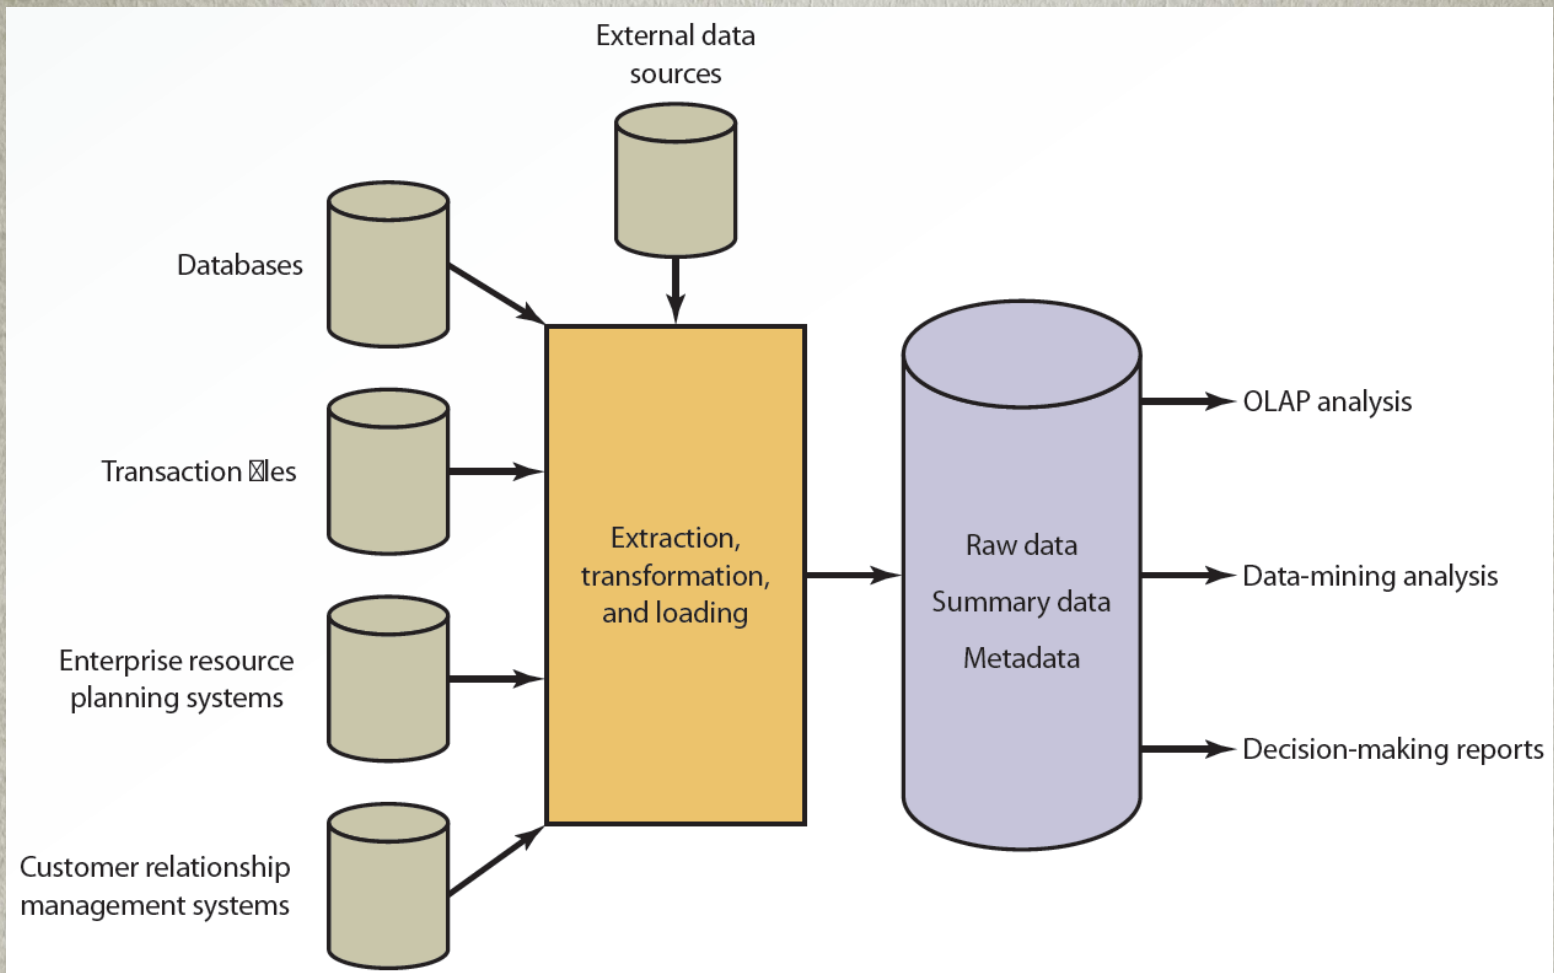 External data
sources
Databases
Transaction �les
Enterprise resource
planning systems
Customer relationship
management systems
Extraction,
transformation,
and loading
Raw data
Summary data
Metadata
OLAP analysis
Data-mining analysis
Decision-making reports